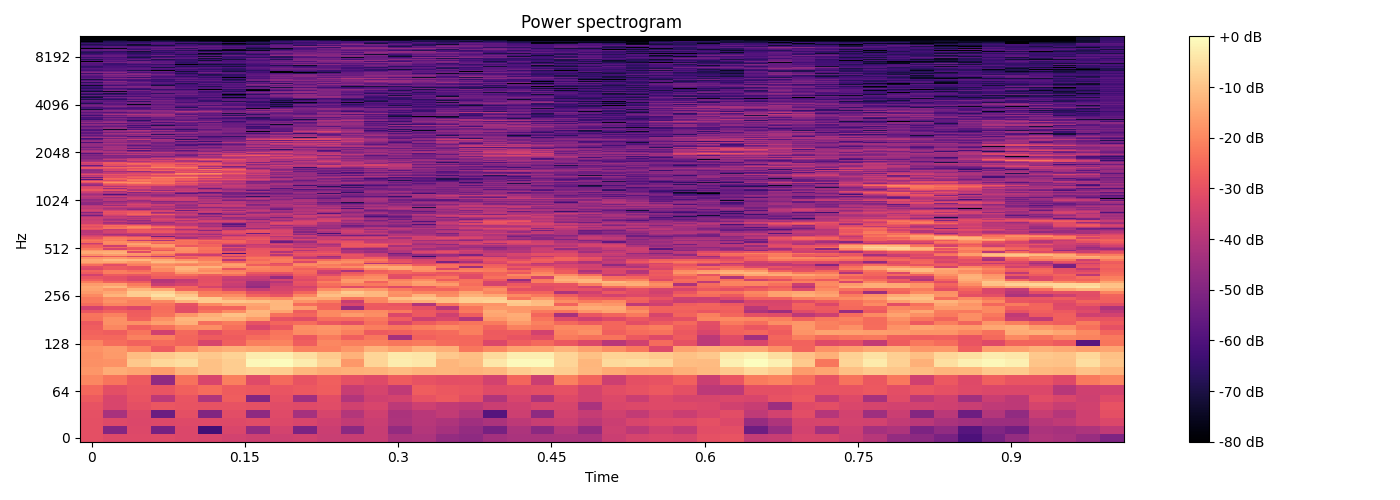 Power spectrogram
Hz
8192
4096
2048
1024
512
256
128
64
0
0 0.15 0.3 0.45 0.6 0.75 0.9
Time
+0 dB
-10 dB
-20 dB
-30 dB
-40 dB
-50 dB
-60 dB
-70 dB
-80 dB